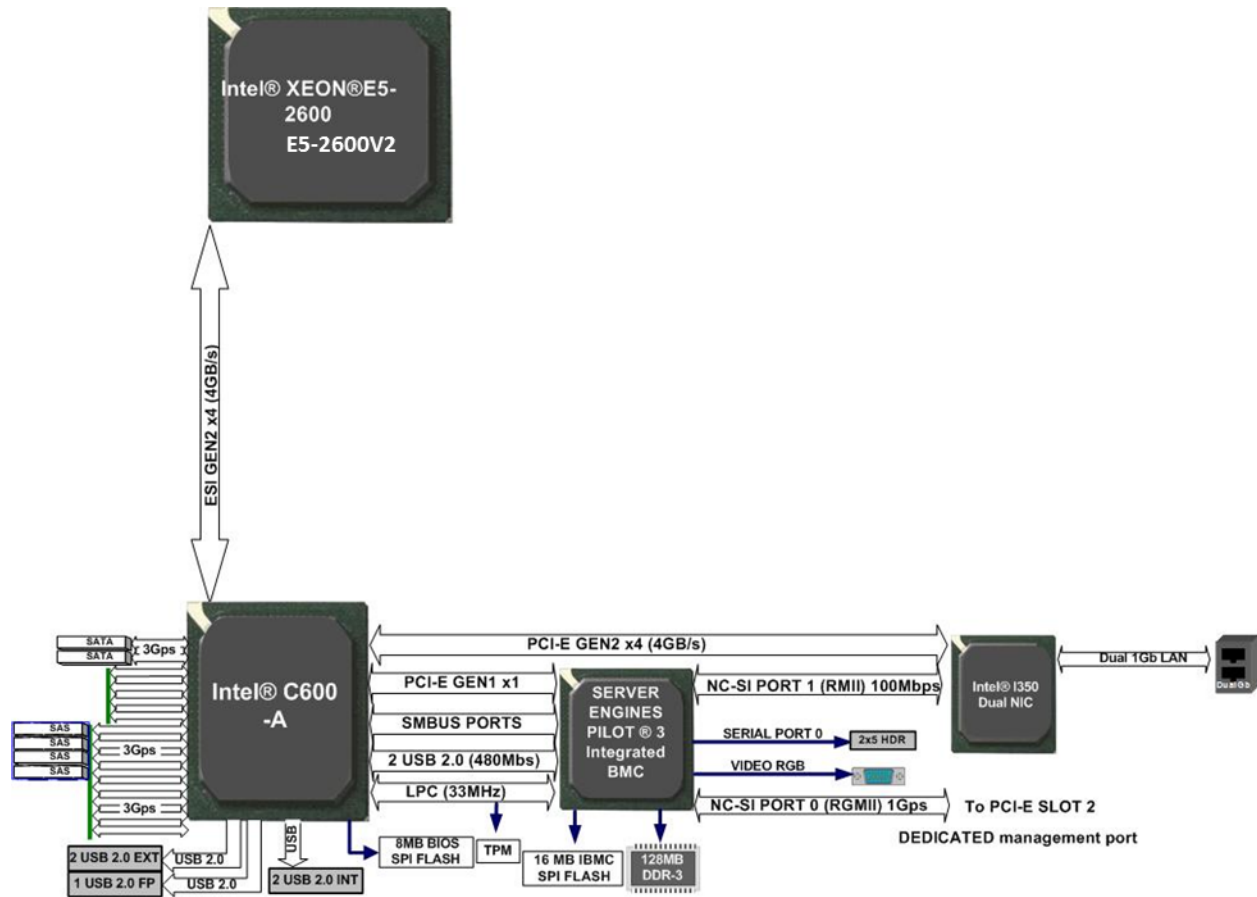 Intel® XEON®E5-
2600
E5-2600V2
ESI GEN2 x4 (4GB/s)
SATA
SATA
3Gps
SAS
SAS
SAS
SAS
3Gps
3Gps
Intel® C600
-A
PCI-E GEN2 x4 (4GB/s)
PCI-E GEN1 x1
SMBUS PORTS
2 USB 2.0 (480Mbs)
LPC (33MHz)
SERVER
ENGINES
PILOT ® 3
Integrated
BMC
NC-SI PORT 1 (RMII) 100Mbps
Intel® I350
Dual NIC
Dual 1Gb LAN
Dual Gb
SERIAL PORT 0
2x5 HDR
VIDEO RGB
NC-SI PORT 0 (RGMII) 1Gps
To PCI-E SLOT 2
DEDICATED management port
2 USB 2.0 EXT
USB 2.0
1 USB 2.0 FP
USB 2.0
USB
2 USB 2.0 INT
8MB BIOS
SPI FLASH
TPM
16 MB IBMC
SPI FLASH
128MB
DDR-3